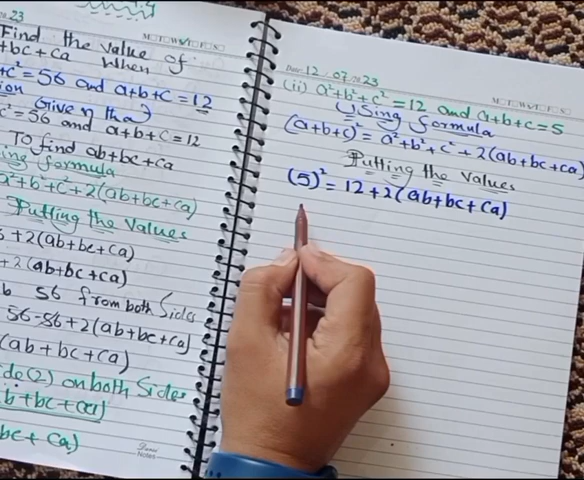 23
Find the value of
+bc+ca when
+c²=56 and a+b+c=12
ion Given tha
c²=56 and a+b+c=12
To find ab+bc+ca
ing formula
a²+b²+c²+2(ab+bc+ca)
Putting the values
+2(ab+bc+ca)
+2(ab+bc+ca)
b 56 from both Sides
56-56+2(ab+bc+ca)
(ab+bc+ca)
de(2) on both Sides
b+bc+ca)
bc+ca)
Notes
M T W T F S
Date: 12/07/2023
(ii) a²+b²+c²=12 and a+b+c=5
Using formula
(a+b+c)²=a²+b²+c²+2(ab+bc+ca)
Putting the values
(5)²=12+2(ab+bc+ca)